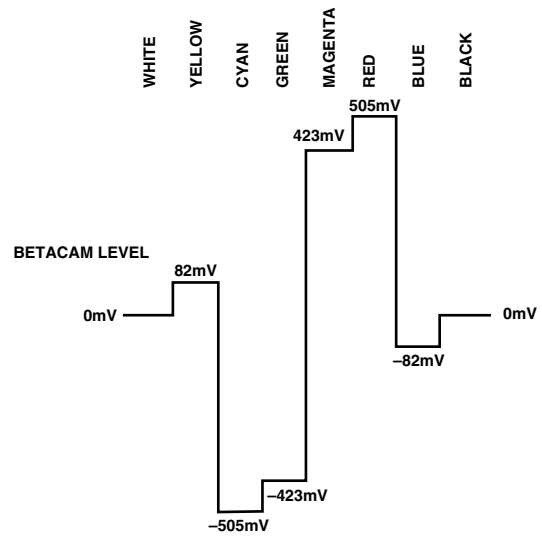 WHITE
YELLOW
CYAN
GREEN
MAGENTA
RED
BLUE
BLACK
505mV
423mV
BETACAM LEVEL
82mV
0mV
0mV
–82mV
–423mV
–505mV